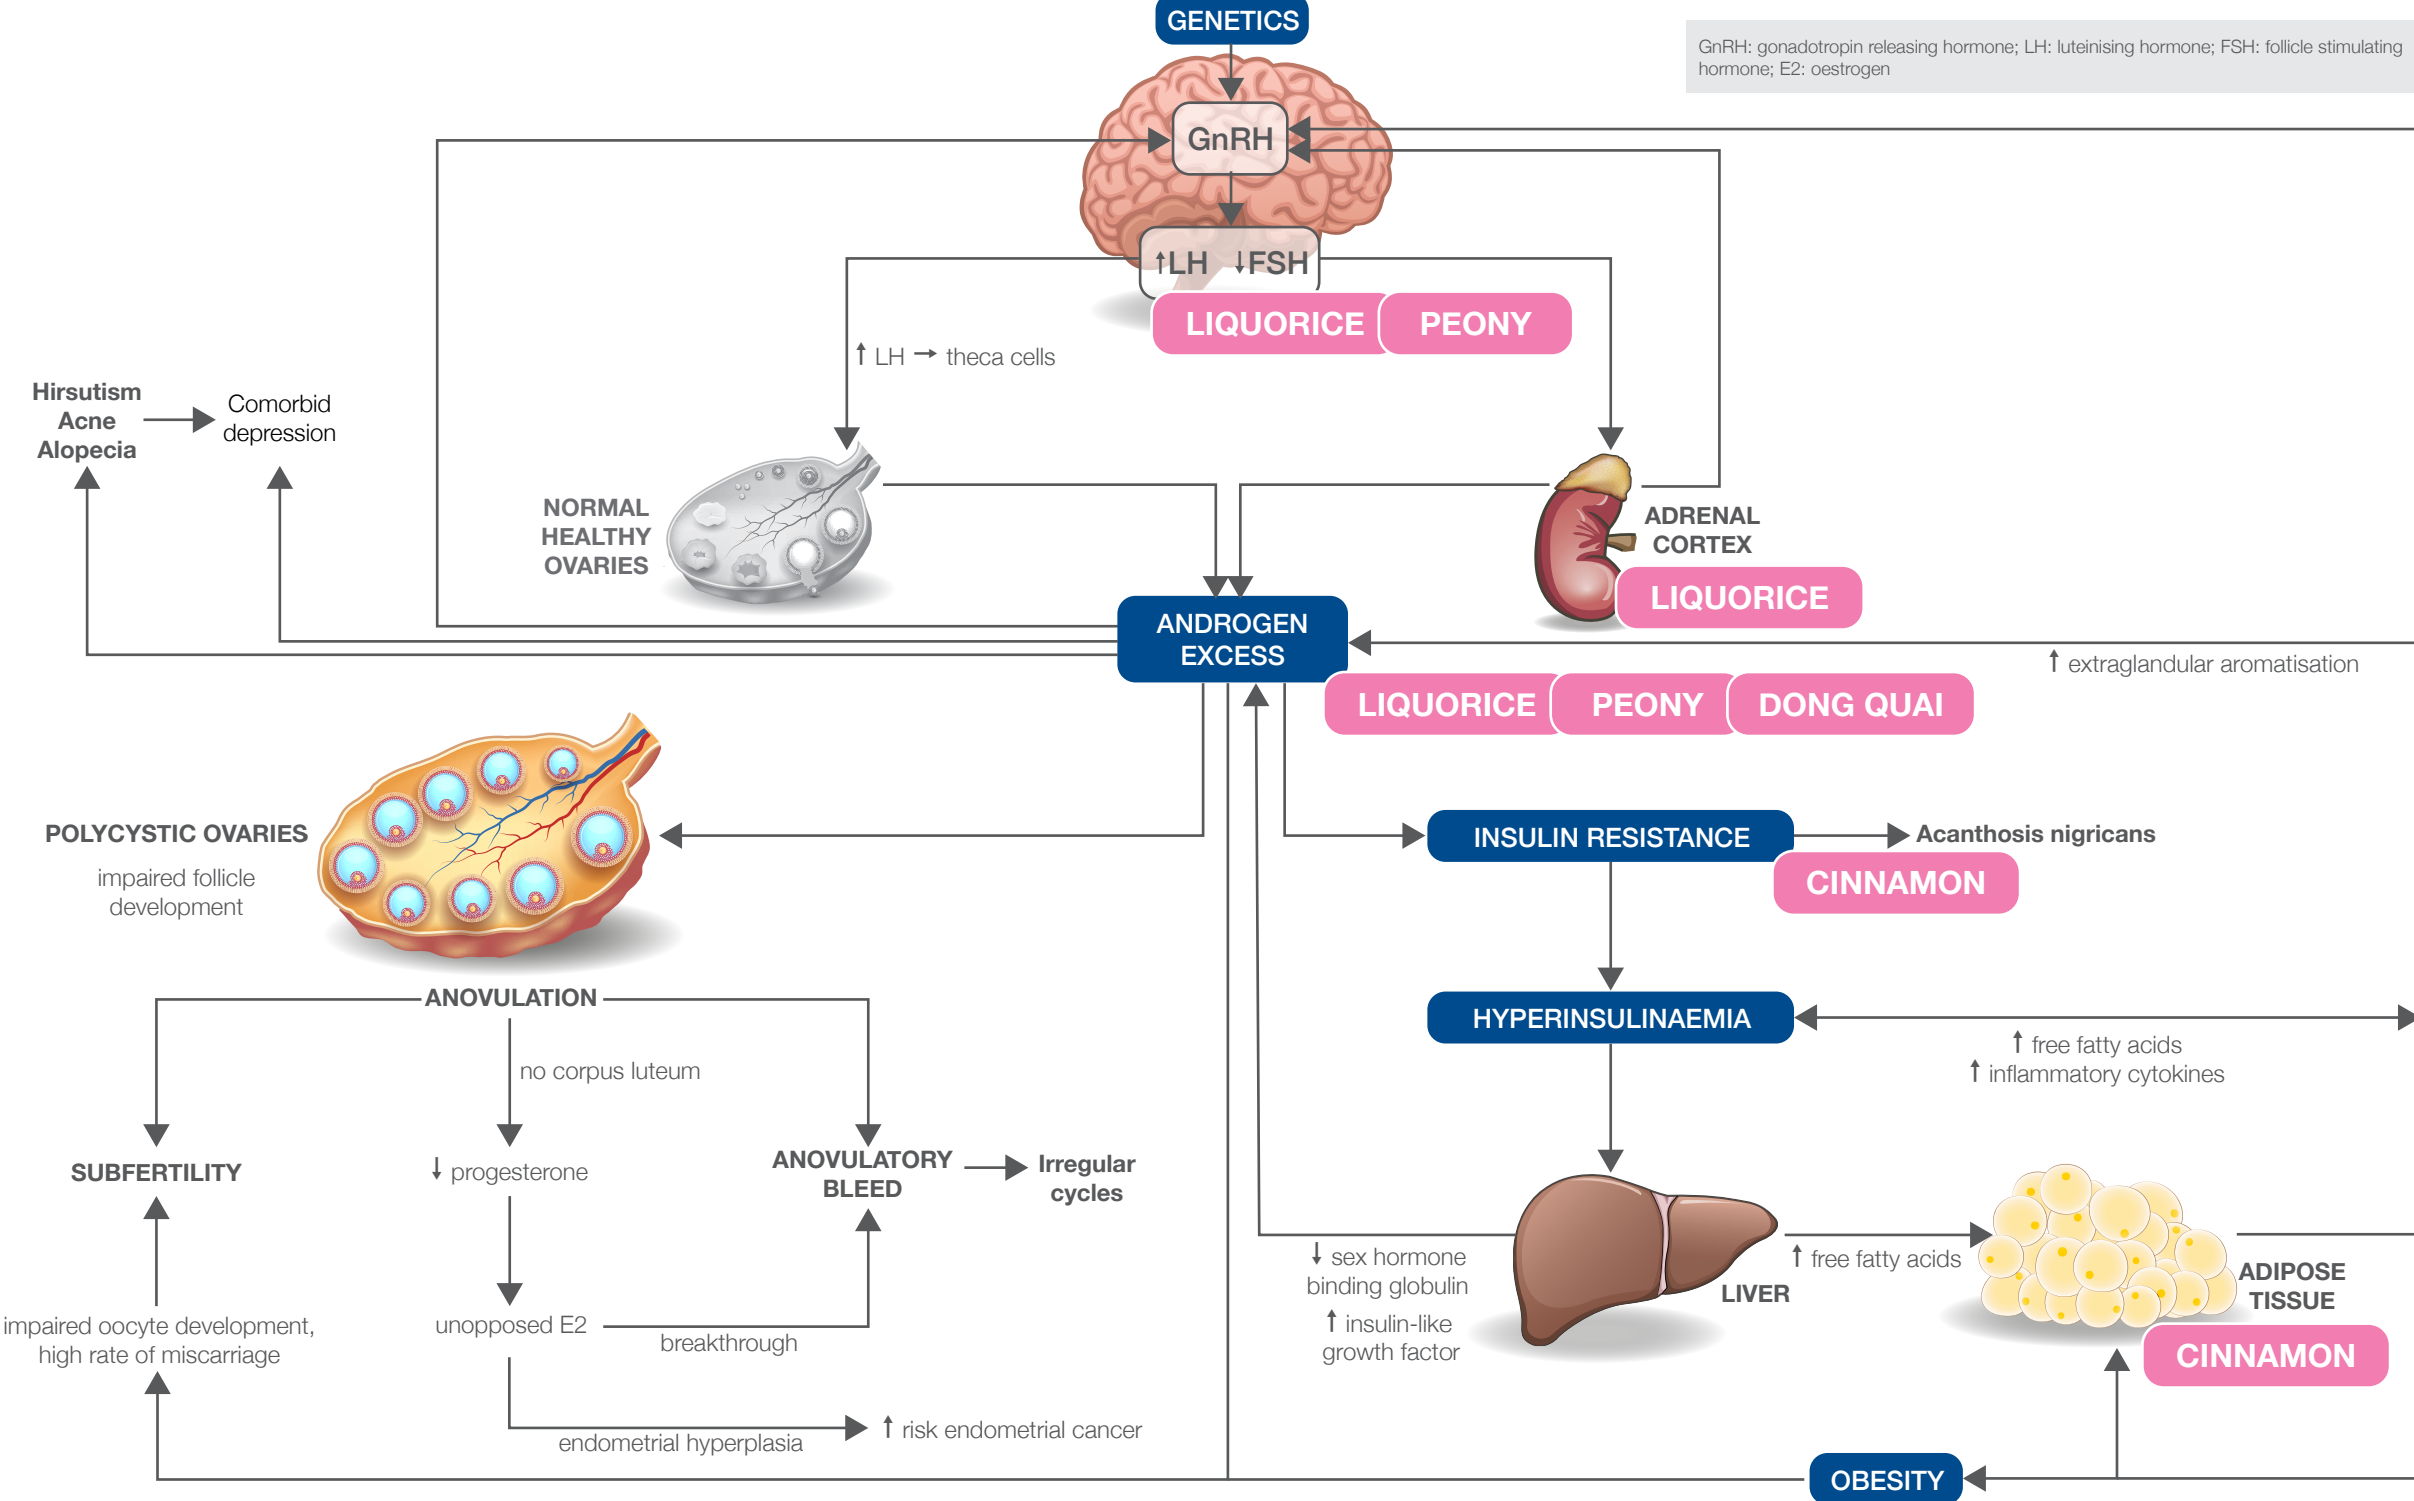 GENETICS
GnRH: gonadotropin releasing hormone; LH: luteinising hormone; FSH: follicle stimulating
hormone; E2: oestrogen
GnRH
↑LH ↓FSH
LIQUORICE PEONY
↑ LH → theca cells
Hirsutism
Acne
Alopecia
Comorbid
depression
NORMAL
HEALTHY
OVARIES
ADRENAL
CORTEX
LIQUORICE
ANDROGEN
EXCESS
↑ extraglandular aromatisation
LIQUORICE PEONY DONG QUAI
POLYCYSTIC OVARIES
impaired follicle
development
INSULIN RESISTANCE
Acanthosis nigricans
CINNAMON
ANOVULATION
HYPERINSULINAEMIA
↑ free fatty acids
↑ inflammatory cytokines
no corpus luteum
SUBFERTILITY
↓ progesterone
ANOVULATORY
BLEED
Irregular
cycles
↓ sex hormone
binding globulin
↑ insulin-like
growth factor
LIVER
↑ free fatty acids
ADIPOSE
TISSUE
CINNAMON
impaired oocyte development,
high rate of miscarriage
unopposed E2
breakthrough
endometrial hyperplasia
↑ risk endometrial cancer
OBESITY